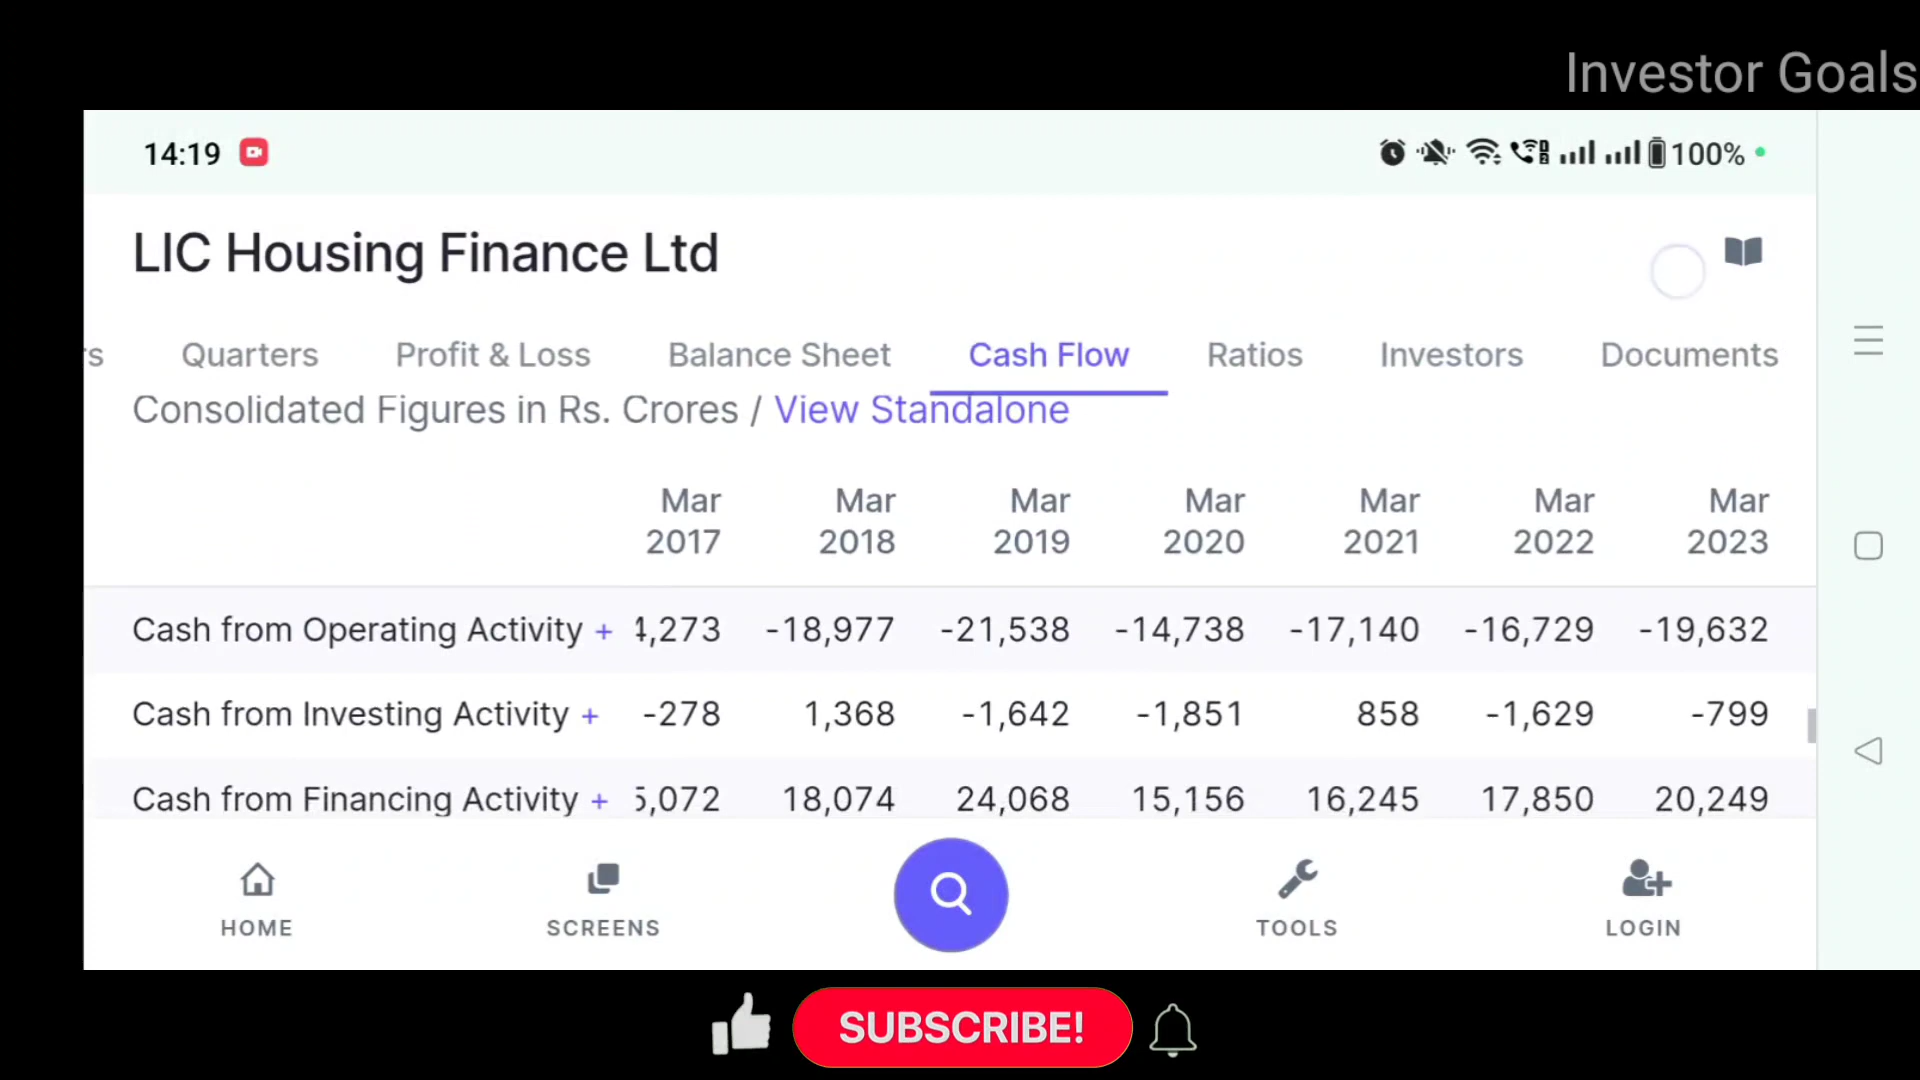 Investor Goals
14:19 100%
LIC Housing Finance Ltd
Quarters Profit & Loss Balance Sheet Cash Flow Ratios Investors Documents
Consolidated Figures in Rs. Crores / View Standalone
Mar 2017 Mar 2018 Mar 2019 Mar 2020 Mar 2021 Mar 2022 Mar 2023
Cash from Operating Activity + 4,273 -18,977 -21,538 -14,738 -17,140 -16,729 -19,632
Cash from Investing Activity + -278 1,368 -1,642 -1,851 858 -1,629 -799
Cash from Financing Activity + 5,072 18,074 24,068 15,156 16,245 17,850 20,249
HOME SCREENS TOOLS LOGIN
SUBSCRIBE!